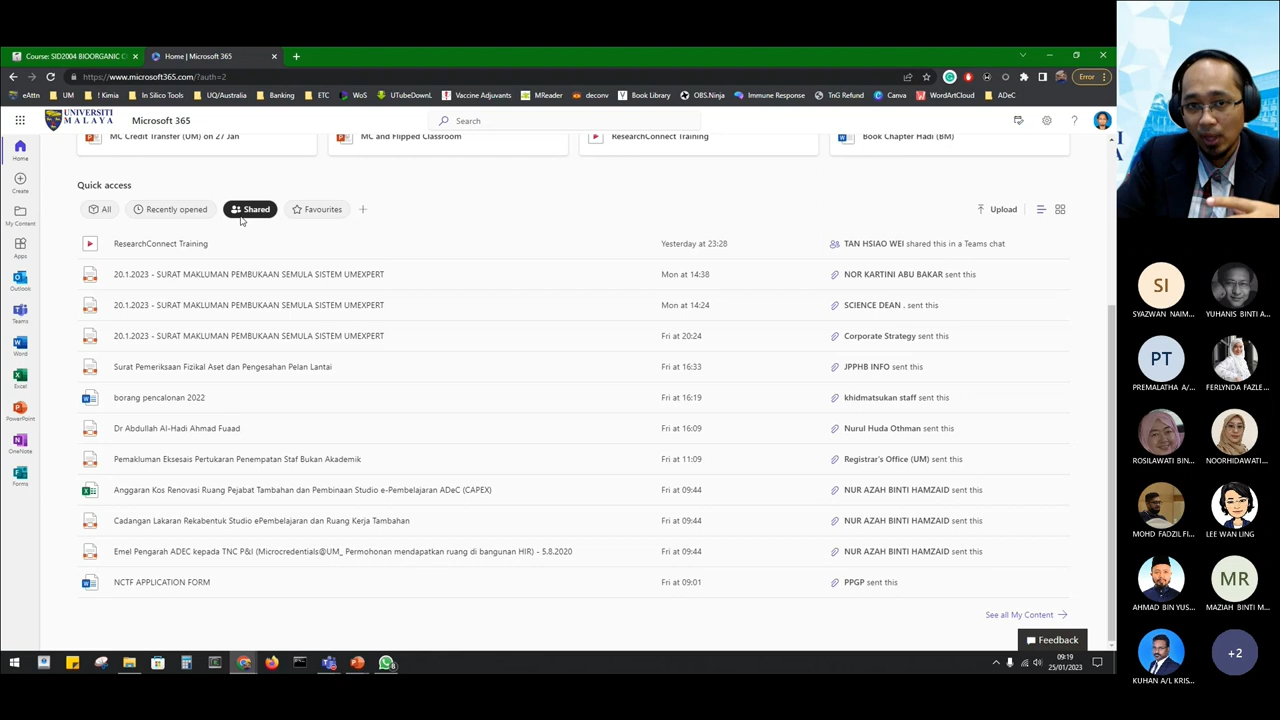 Course: SID2004 BIOORGANIC C
Home | Microsoft 365
https://www.microsoft365.com/?auth=2
Error
eAttn UM ! Kimia In Silico Tools UQ/Australia Banking ETC WoS UTubeDownL Vaccine Adjuvants MReader deconv Book Library OBS.Ninja Immune Response TnG Refund Canva WordArtCloud ADeC
UNIVERSITI MALAYA
Microsoft 365
Search
Home
Create
My Content
Apps
Outlook
Teams
Word
Excel
PowerPoint
OneNote
Forms
MC Credit Transfer (UM) on 27 Jan
MC and Flipped Classroom
ResearchConnect Training
Book Chapter Hadi (BM)
Quick access
All Recently opened Shared Favourites Upload
ResearchConnect Training Yesterday at 23:28 TAN HSIAO WEI shared this in a Teams chat
20.1.2023 - SURAT MAKLUMAN PEMBUKAAN SEMULA SISTEM UMEXPERT Mon at 14:38 NOR KARTINI ABU BAKAR sent this
20.1.2023 - SURAT MAKLUMAN PEMBUKAAN SEMULA SISTEM UMEXPERT Mon at 14:24 SCIENCE DEAN . sent this
20.1.2023 - SURAT MAKLUMAN PEMBUKAAN SEMULA SISTEM UMEXPERT Fri at 20:24 Corporate Strategy sent this
Surat Pemeriksaan Fizikal Aset dan Pengesahan Pelan Lantai Fri at 16:33 JPPHB INFO sent this
borang pencalonan 2022 Fri at 16:19 khidmatsukan staff sent this
Dr Abdullah Al-Hadi Ahmad Fuaad Fri at 16:09 Nurul Huda Othman sent this
Pemakluman Eksesais Pertukaran Penempatan Staf Bukan Akademik Fri at 11:09 Registrar's Office (UM) sent this
Anggaran Kos Renovasi Ruang Pejabat Tambahan dan Pembinaan Studio e-Pembelajaran ADeC (CAPEX) Fri at 09:44 NUR AZAH BINTI HAMZAID sent this
Cadangan Lakaran Rekabentuk Studio ePembelajaran dan Ruang Kerja Tambahan Fri at 09:44 NUR AZAH BINTI HAMZAID sent this
Emel Pengarah ADEC kepada TNC P&I (Microcredentials@UM_ Permohonan mendapatkan ruang di bangunan HIR) - 5.8.2020 Fri at 09:44 NUR AZAH BINTI HAMZAID sent this
NCTF APPLICATION FORM Fri at 09:01 PPGP sent this
See all My Content
Feedback
09:19
25/01/2023
SI
SYAZWAN NAIM...
YUHANIS BINTI A...
PT
PREMALATHA A/...
FERLYNDA FAZLE...
ROSILAWATI BIN...
NOORHIDAWATI...
MOHD FADZIL FI...
LEE WAN LING
AHMAD BIN YUS...
MR
MAZIAH BINTI M...
KUHAN A/L KRIS...
+2